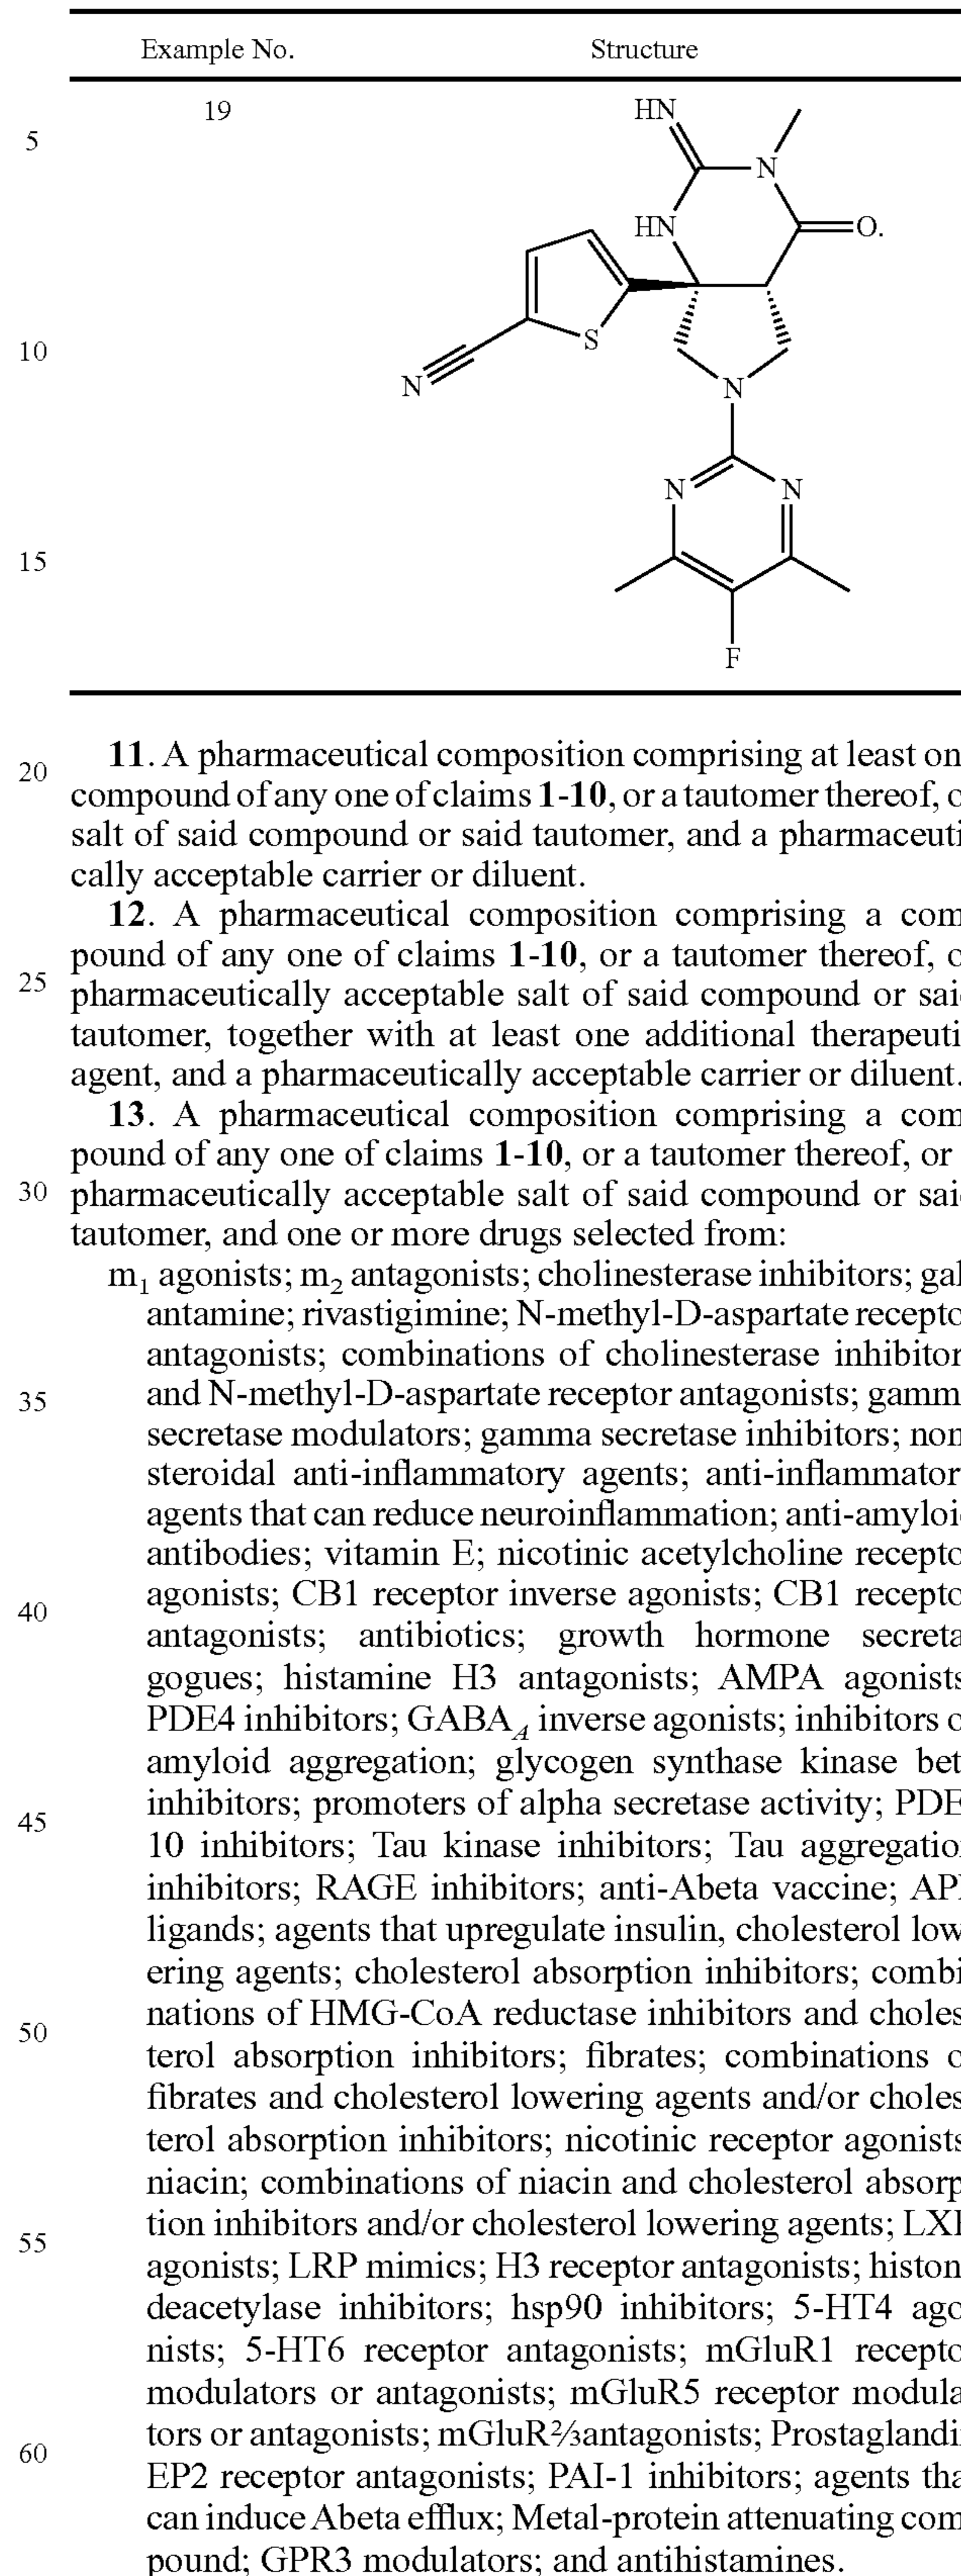 Example No. Structure
19
HN
N
5
HN
O.
S
10
N
N
N N
15
F
11. A pharmaceutical composition comprising at least on
20
compound of any one of claims 1-10, or a tautomer thereof, o
salt of said compound or said tautomer, and a pharmaceuti
cally acceptable carrier or diluent.
12. A pharmaceutical composition comprising a com
pound of any one of claims 1-10, or a tautomer thereof, o
25
pharmaceutically acceptable salt of said compound or sai
tautomer, together with at least one additional therapeuti
agent, and a pharmaceutically acceptable carrier or diluent.
13. A pharmaceutical composition comprising a com
pound of any one of claims 1-10, or a tautomer thereof, or
30 pharmaceutically acceptable salt of said compound or sai
tautomer, and one or more drugs selected from:
m1 agonists; m2 antagonists; cholinesterase inhibitors; gal
antamine; rivastigimine; N-methyl-D-aspartate recepto
antagonists; combinations of cholinesterase inhibitor
35 and N-methyl-D-aspartate receptor antagonists; gamm
secretase modulators; gamma secretase inhibitors; non
steroidal anti-inflammatory agents; anti-inflammator
agents that can reduce neuroinflammation; anti-amyloi
antibodies; vitamin E; nicotinic acetylcholine recepto
40 agonists; CB1 receptor inverse agonists; CB1 recepto
antagonists; antibiotics; growth hormone secreta
gogues; histamine H3 antagonists; AMPA agonists
PDE4 inhibitors; GABAA inverse agonists; inhibitors o
amyloid aggregation; glycogen synthase kinase bet
45 inhibitors; promoters of alpha secretase activity; PDE
10 inhibitors; Tau kinase inhibitors; Tau aggregatio
inhibitors; RAGE inhibitors; anti-Abeta vaccine; AP
ligands; agents that upregulate insulin, cholesterol low
ering agents; cholesterol absorption inhibitors; combi
50 nations of HMG-CoA reductase inhibitors and choles
terol absorption inhibitors; fibrates; combinations o
fibrates and cholesterol lowering agents and/or choles
terol absorption inhibitors; nicotinic receptor agonists
niacin; combinations of niacin and cholesterol absorp
55 tion inhibitors and/or cholesterol lowering agents; LX
agonists; LRP mimics; H3 receptor antagonists; histon
deacetylase inhibitors; hsp90 inhibitors; 5-HT4 ago
nists; 5-HT6 receptor antagonists; mGluR1 recepto
modulators or antagonists; mGluR5 receptor modula
60 tors or antagonists; mGluR⅔antagonists; Prostaglandi
EP2 receptor antagonists; PAI-1 inhibitors; agents tha
can induce Abeta efflux; Metal-protein attenuating com
pound; GPR3 modulators; and antihistamines.